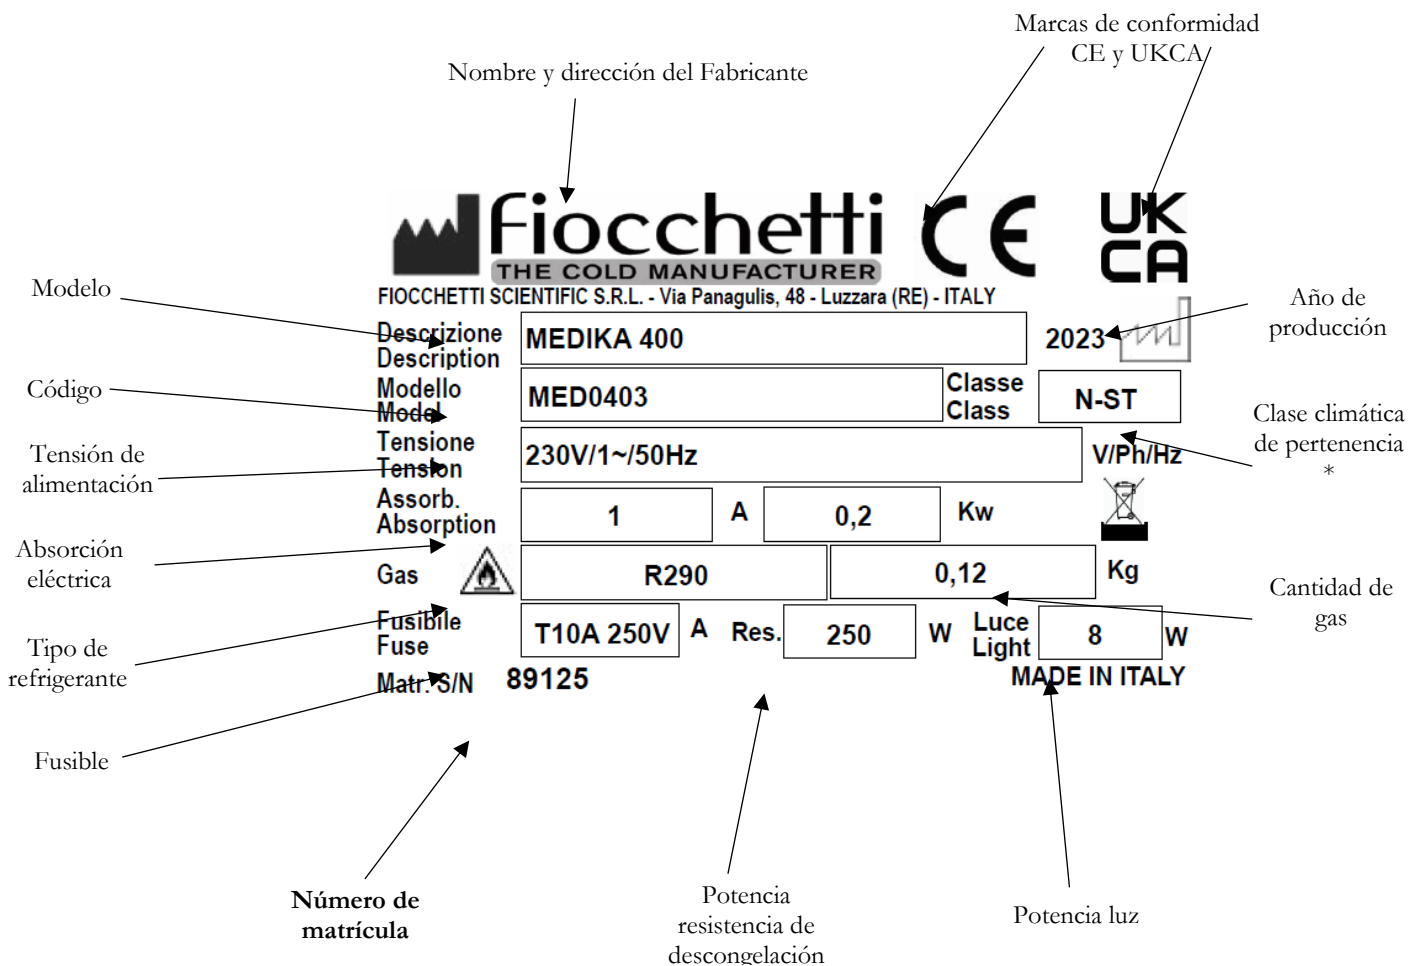 Marcas de conformidad
CE y UKCA
Nombre y dirección del Fabricante
fiocchetti
THE COLD MANUFACTURER
CE
UK
CA
FIOCCHETTI SCIENTIFIC S.R.L. - Via Panagulis, 48 - Luzzara (RE) - ITALY
Modelo
Descrizione
Description
MEDIKA 400
2023
Año de
producción
Código
Modello
Model
MED0403
Classe
Class
N-ST
Clase climática
de pertenencia
*
Tensión de
alimentación
Tensione
Tension
230V/1~/50Hz
V/Ph/Hz
Assorb.
Absorption
1
A
0,2
Kw
Absorción
eléctrica
Gas
R290
0,12
Kg
Cantidad de
gas
Tipo de
refrigerante
Fusibile
Fuse
T10A 250V
A
Res.
250
W
Luce
Light
8
W
Matr. S/N
89125
MADE IN ITALY
Fusible
Número de
matrícula
Potencia
resistencia de
descongelación
Potencia luz